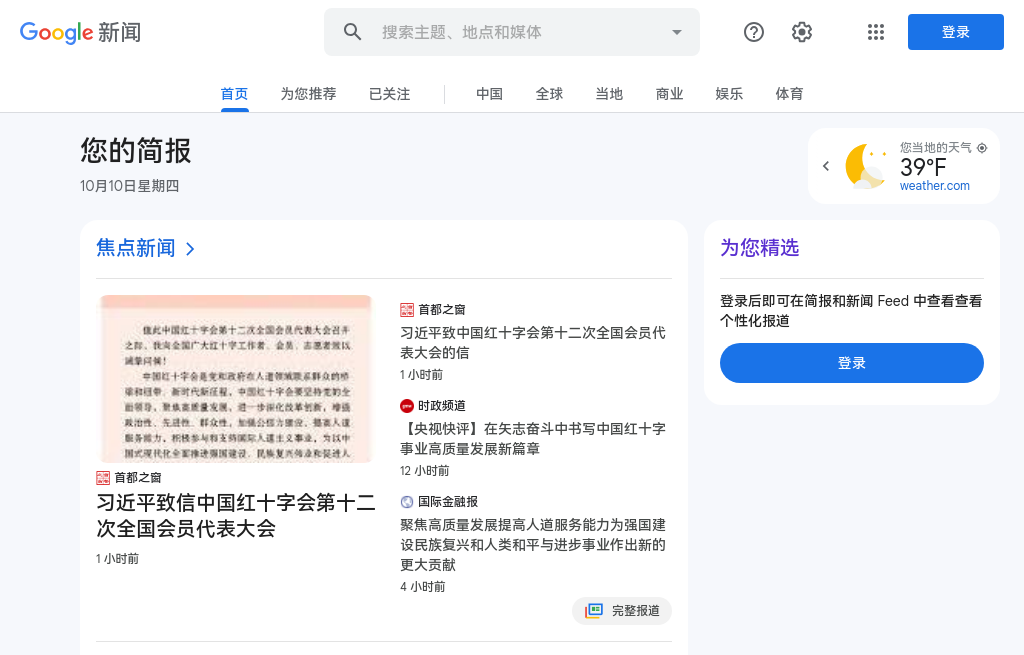 Google 新闻
搜索主题、地点和媒体
登录
首页
为您推荐
已关注
中国
全球
当地
商业
娱乐
体育
您的简报
10月10日星期四
您当地的天气
39°F
weather.com
焦点新闻
值此中国红十字会第十二次全国会员代表大会召开
之际，我向全国广大红十字工作者、会员、志愿者致以
诚挚问候！
中国红十字会是党和政府在人道领域联系群众的桥
梁和纽带。新时代新征程，中国红十字会要坚持党的全
面领导，聚焦高质量发展，进一步深化改革创新，增强
政治性、先进性、群众性，加强公信力建设，提高人道
服务能力，积极参与和支持国际人道主义事业，为以中
国式现代化全面推进强国建设、民族复兴伟业和促进人
首都之窗
习近平致信中国红十字会第十二
次全国会员代表大会
1 小时前
首都之窗
习近平致中国红十字会第十二次全国会员代
表大会的信
1 小时前
时政频道
【央视快评】在矢志奋斗中书写中国红十字
事业高质量发展新篇章
12 小时前
国际金融报
聚焦高质量发展提高人道服务能力为强国建
设民族复兴和人类和平与进步事业作出新的
更大贡献
4 小时前
完整报道
为您精选
登录后即可在简报和新闻 Feed 中查看查看
个性化报道
登录